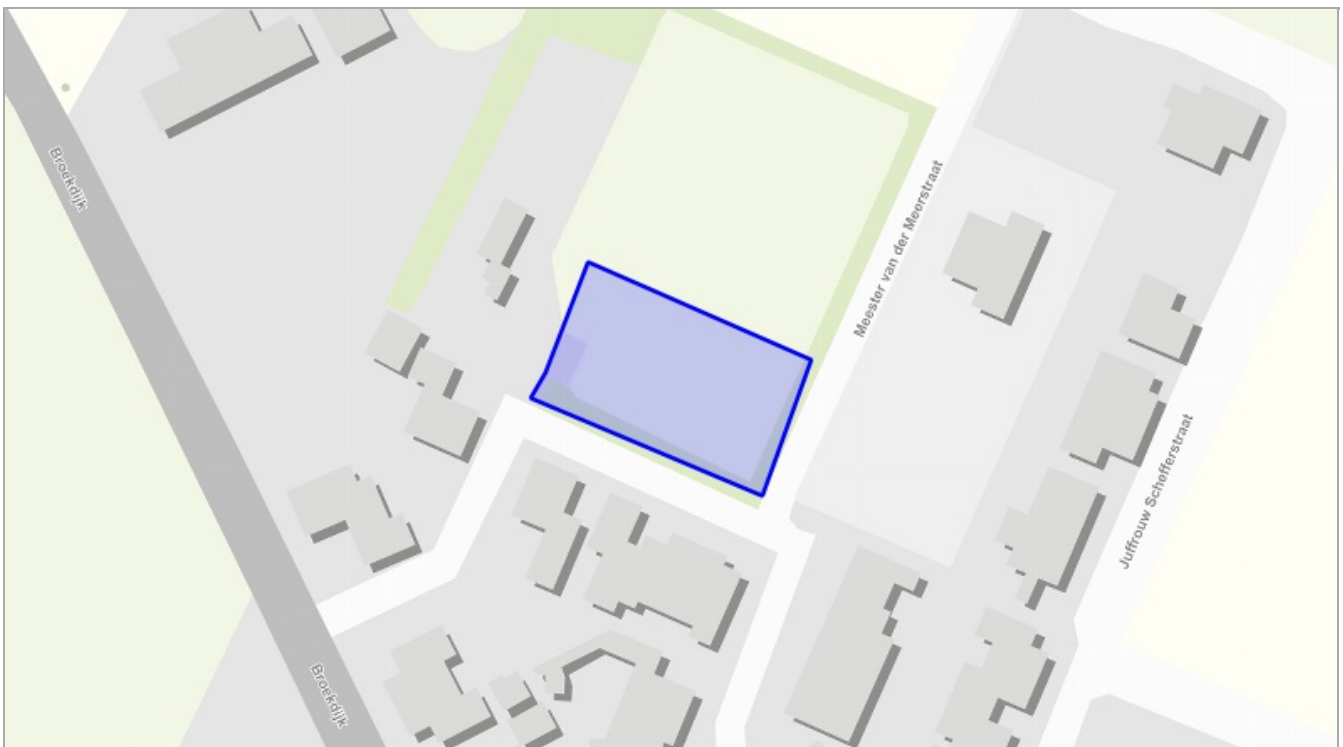 Broekdijk
Meester van der Meerstraat
Juffrouw Schefferstraat
Broekdijk